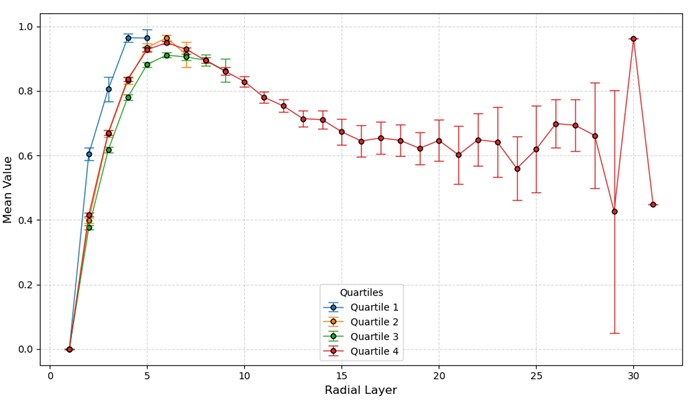 1.0
0.8
0.6
0.4
0.2
0.0
Mean Value
0 5 10 15 20 25 30
Radial Layer
Quartiles
Quartile 1
Quartile 2
Quartile 3
Quartile 4